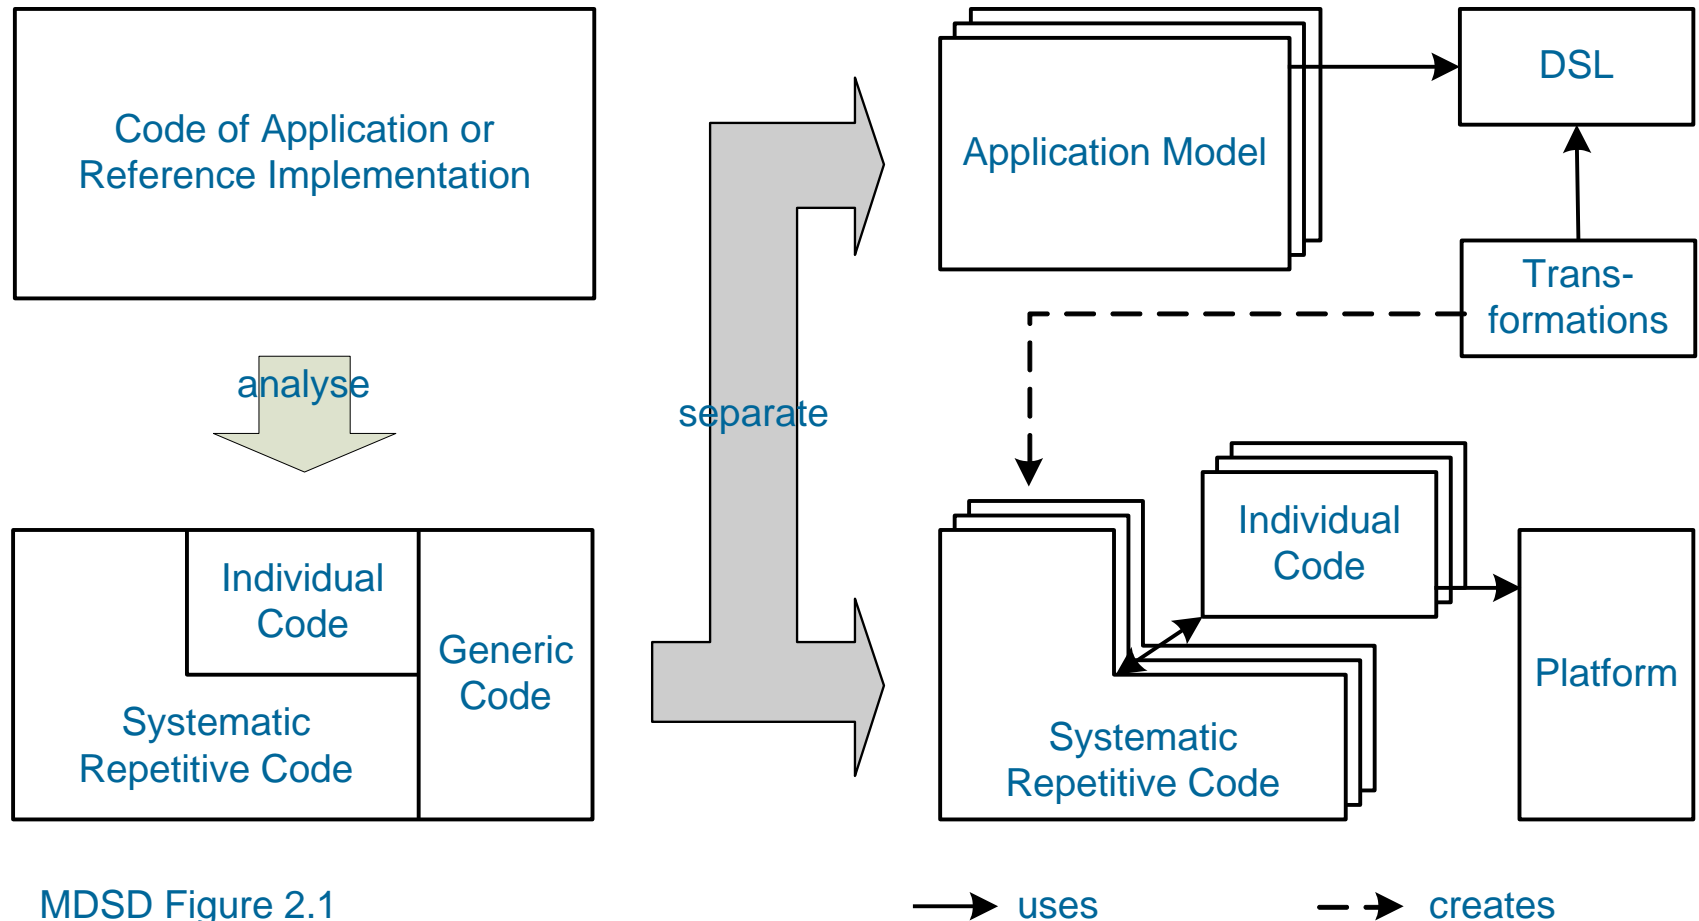 Code of Application or
Reference Implementation
analyse
Individual
Code
Generic
Code
Systematic
Repetitive Code
separate
Application Model
DSL
Trans-
formations
Individual
Code
Systematic
Repetitive Code
Platform
MDSD Figure 2.1
uses
creates